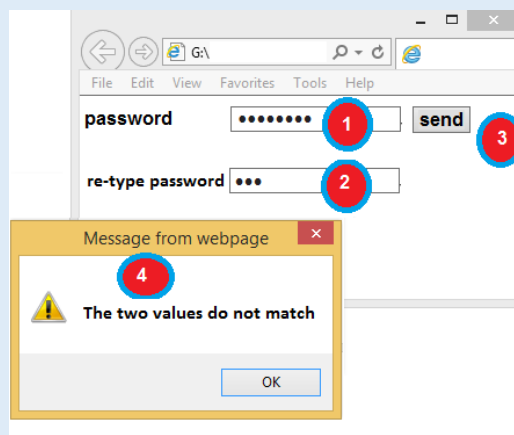 G:\
File Edit View Favorites Tools Help
password 1 send
3
re-type password 2
Message from webpage
4
The two values do not match
OK